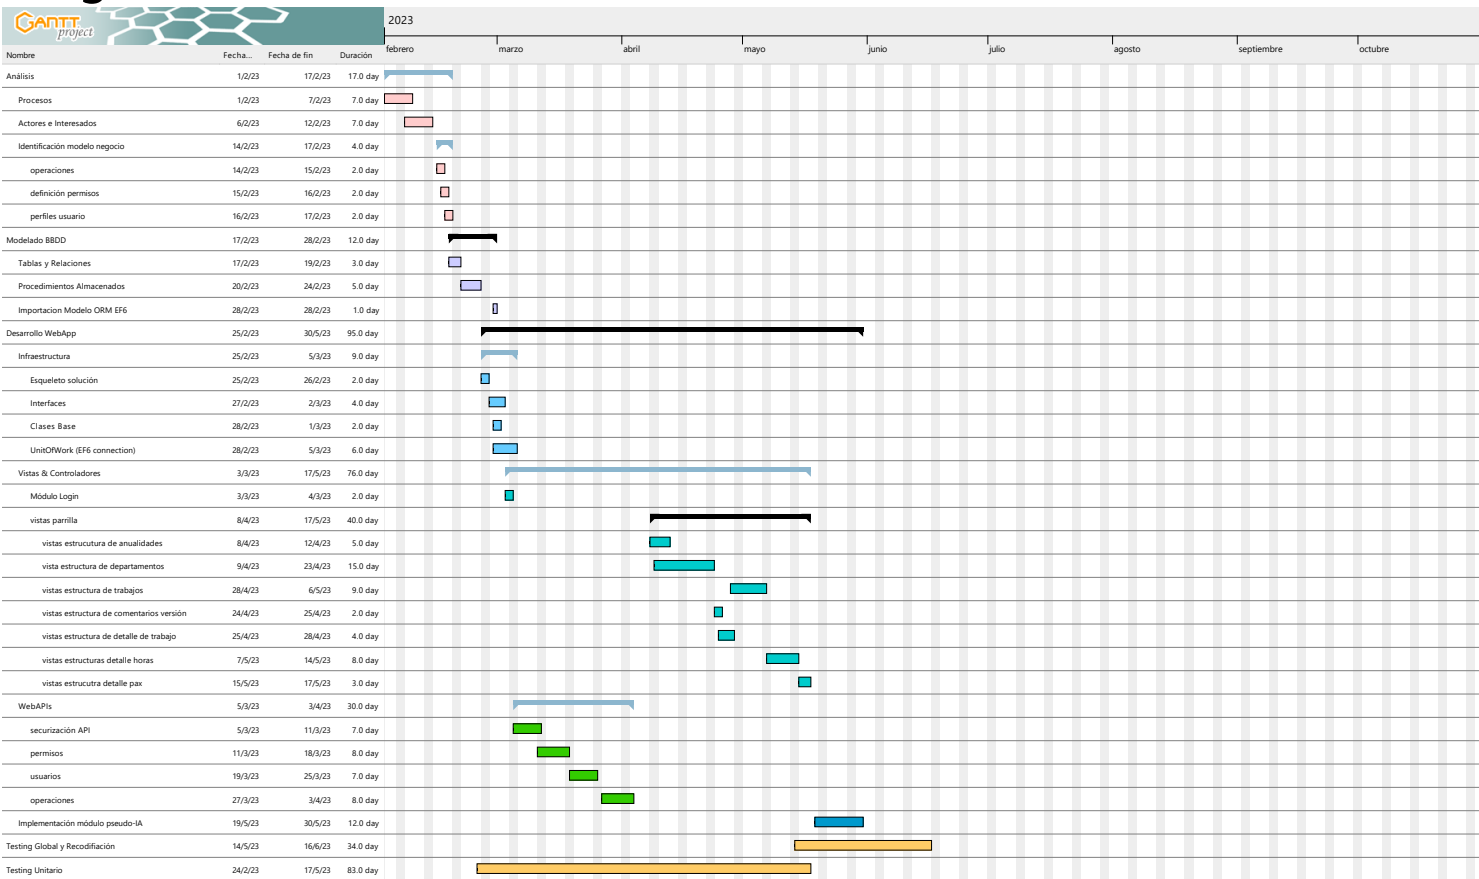 GANTT project
2023
Nombre Fecha... Fecha de fin Duración febrero marzo abril mayo junio julio agosto septiembre octubre
Análisis 1/2/23 17/2/23 17.0 day
Procesos 1/2/23 7/2/23 7.0 day
Actores e Interesados 6/2/23 12/2/23 7.0 day
Identificación modelo negocio 14/2/23 17/2/23 4.0 day
operaciones 14/2/23 15/2/23 2.0 day
definición permisos 15/2/23 16/2/23 2.0 day
perfiles usuario 16/2/23 17/2/23 2.0 day
Modelado BBDD 17/2/23 28/2/23 12.0 day
Tablas y Relaciones 17/2/23 19/2/23 3.0 day
Procedimientos Almacenados 20/2/23 24/2/23 5.0 day
Importacion Modelo ORM EF6 28/2/23 28/2/23 1.0 day
Desarrollo WebApp 25/2/23 30/5/23 95.0 day
Infraestructura 25/2/23 5/3/23 9.0 day
Esqueleto solución 25/2/23 26/2/23 2.0 day
Interfaces 27/2/23 2/3/23 4.0 day
Clases Base 28/2/23 1/3/23 2.0 day
UnitOfWork (EF6 connection) 28/2/23 5/3/23 6.0 day
Vistas & Controladores 3/3/23 17/5/23 76.0 day
Módulo Login 3/3/23 4/3/23 2.0 day
vistas parrilla 8/4/23 17/5/23 40.0 day
vistas estrucutura de anualidades 8/4/23 12/4/23 5.0 day
vista estructura de departamentos 9/4/23 23/4/23 15.0 day
vistas estructura de trabajos 28/4/23 6/5/23 9.0 day
vistas estructura de comentarios versión 24/4/23 25/4/23 2.0 day
vistas estructura de detalle de trabajo 25/4/23 28/4/23 4.0 day
vistas estructuras detalle horas 7/5/23 14/5/23 8.0 day
vistas estrucutra detalle pax 15/5/23 17/5/23 3.0 day
WebAPIs 5/3/23 3/4/23 30.0 day
securización API 5/3/23 11/3/23 7.0 day
permisos 11/3/23 18/3/23 8.0 day
usuarios 19/3/23 25/3/23 7.0 day
operaciones 27/3/23 3/4/23 8.0 day
Implementación módulo pseudo-IA 19/5/23 30/5/23 12.0 day
Testing Global y Recodifiación 14/5/23 16/6/23 34.0 day
Testing Unitario 24/2/23 17/5/23 83.0 day